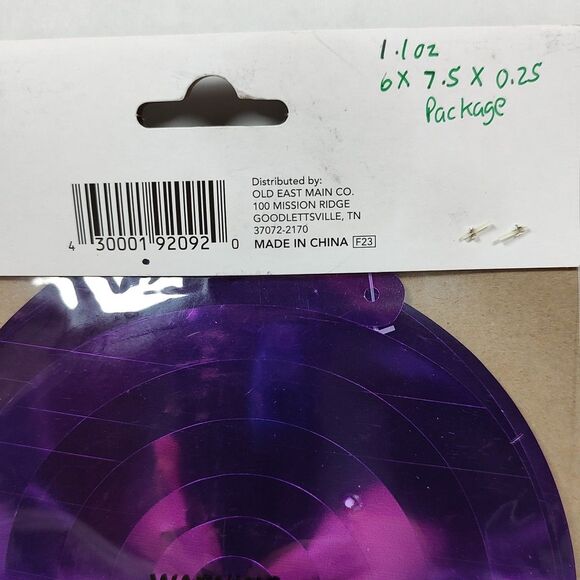 1.1oz
6 x 7.5 x 0.25
Package
Distributed by:
OLD EAST MAIN CO.
100 MISSION RIDGE
GOODLETTSVILLE, TN
37072-2170
MADE IN CHINA F23
4 30001 92092 0